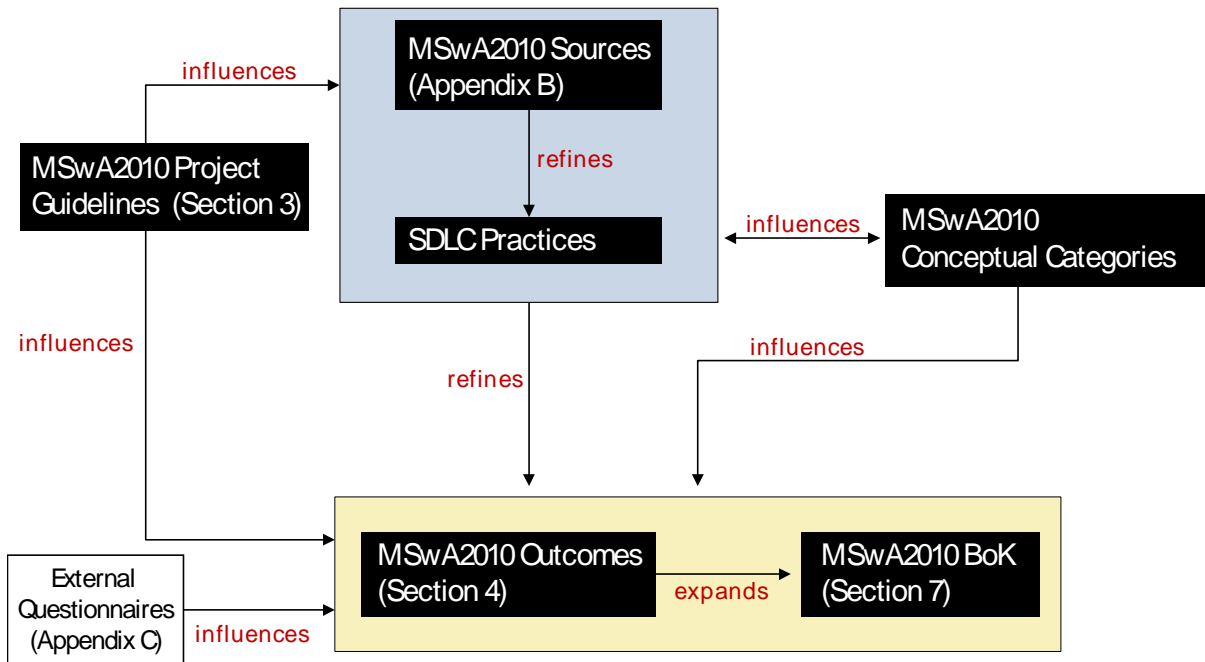 MSwA2010 Sources
(Appendix B)
influences
refines
MSwA2010 Project
Guidelines (Section 3)
SDLC Practices
influences
MSwA2010
Conceptual Categories
influences
influences
refines
MSwA2010 Outcomes
(Section 4)
expands
MSwA2010 BoK
(Section 7)
External
Questionnaires
(Appendix C)
influences